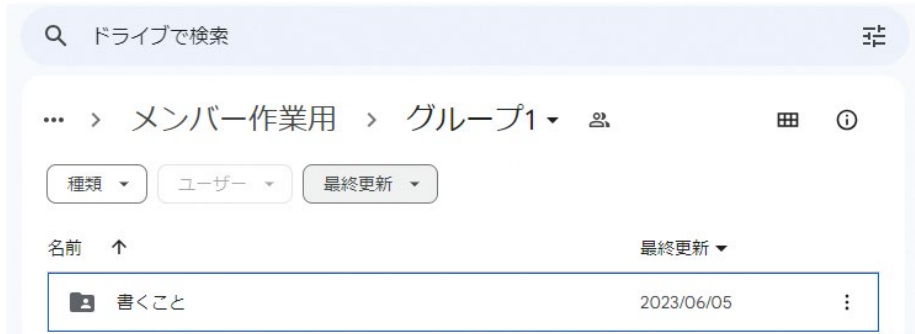 ドライブで検索
… > メンバー作業用 > グループ1
種類 ユーザー 最終更新
名前 最終更新
書くこと 2023/06/05